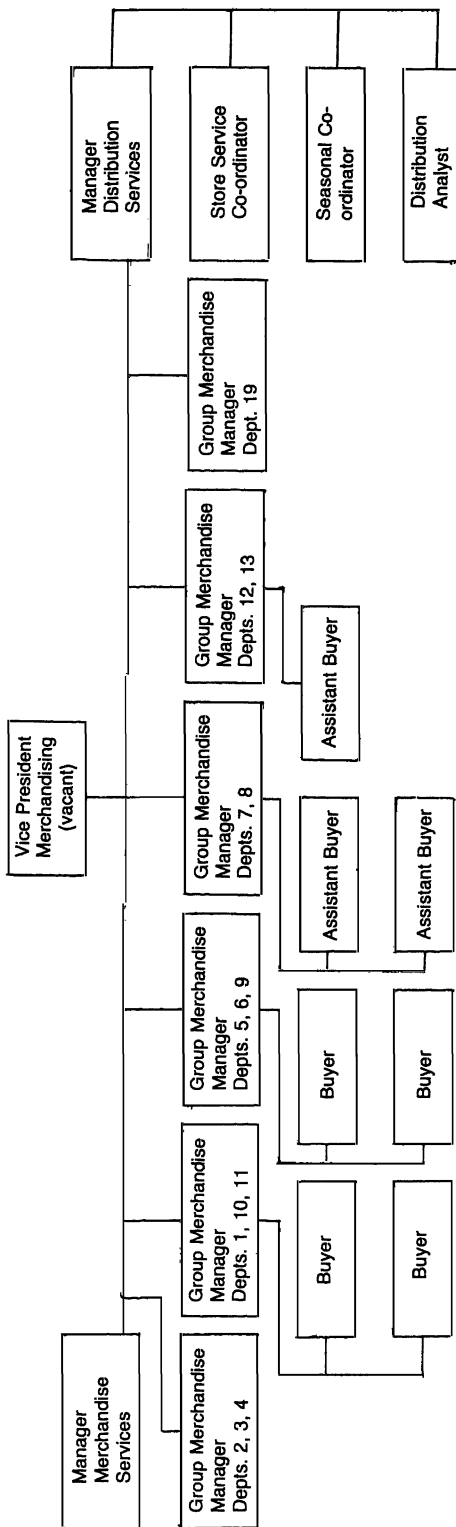 Vice President
Merchandising
(vacant)
Manager
Merchandise
Services
Manager
Distribution
Services
Group Merchandise
Manager
Depts. 2, 3, 4
Group Merchandise
Manager
Depts. 1, 10, 11
Group Merchandise
Manager
Depts. 5, 6, 9
Group Merchandise
Manager
Depts. 7, 8
Group Merchandise
Manager
Depts. 12, 13
Group Merchandise
Manager
Dept. 19
Store Service
Co-ordinator
Buyer
Buyer
Assistant Buyer
Assistant Buyer
Seasonal Co-
ordinator
Buyer
Buyer
Assistant Buyer
Distribution
Analyst